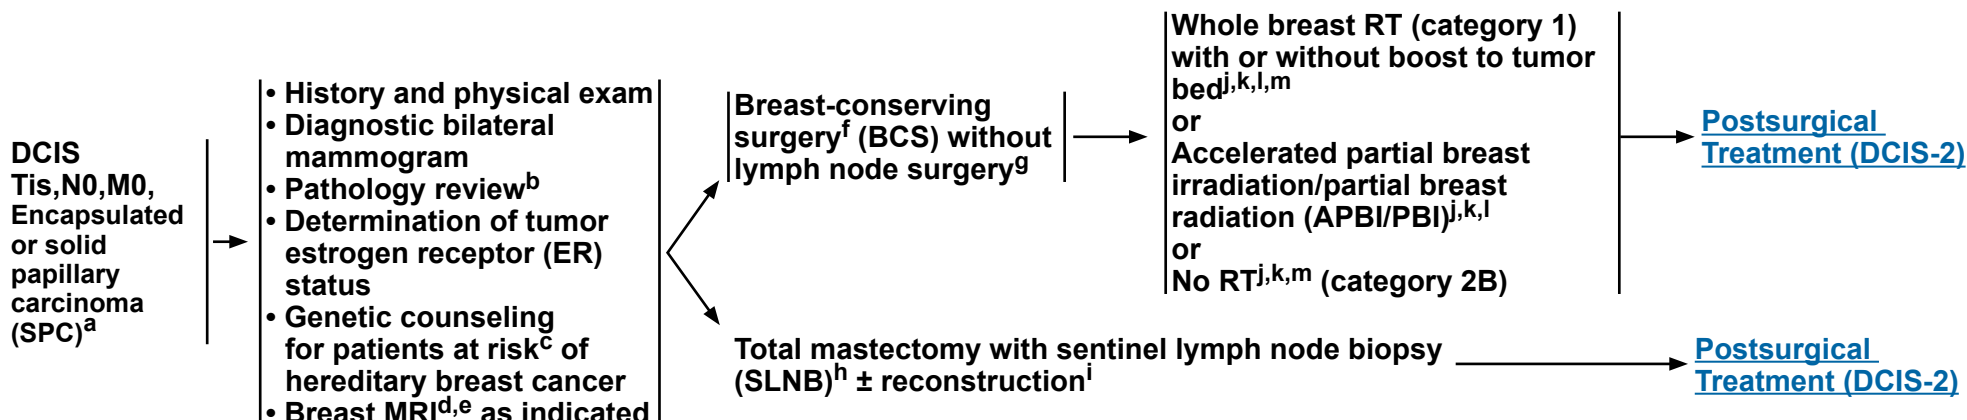 DCIS
Tis,N0,M0,
Encapsulated
or solid
papillary
carcinoma
(SPC)a
• History and physical exam
• Diagnostic bilateral
mammogram
• Pathology reviewb
• Determination of tumor
estrogen receptor (ER)
status
• Genetic counseling
for patients at riskc of
hereditary breast cancer
• Breast MRId,e as indicated
Breast-conserving
surgeryf (BCS) without
lymph node surgeryg
Whole breast RT (category 1)
with or without boost to tumor
bedj,k,l,m
or
Accelerated partial breast
irradiation/partial breast
radiation (APBI/PBI)j,k,l
or
No RTj,k,m (category 2B)
Postsurgical
Treatment (DCIS-2)
Total mastectomy with sentinel lymph node biopsy
(SLNB)h ± reconstructioni
Postsurgical
Treatment (DCIS-2)